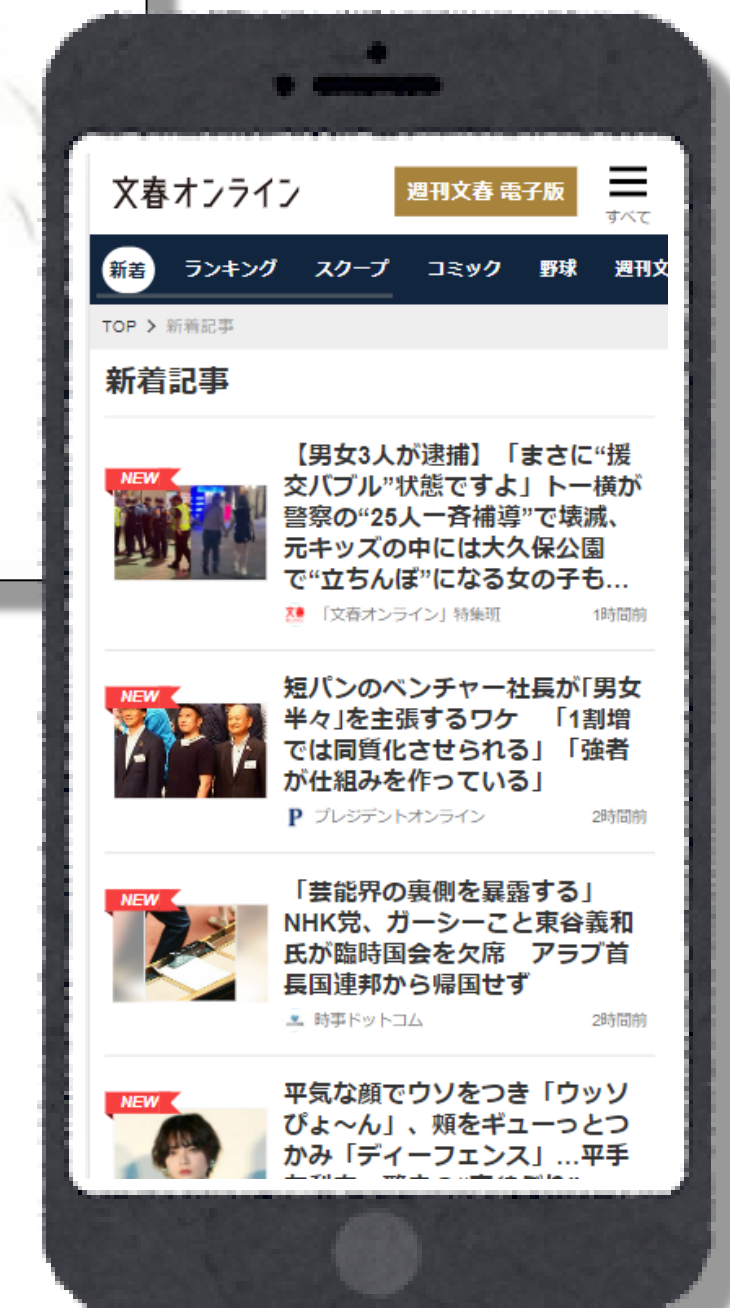 文春オンライン
週刊文春 電子版
すべて
新着 ランキング スクープ コミック 野球 週刊文
TOP > 新着記事
新着記事
NEW
【男女3人が逮捕】「まさに“援
交バブル”状態ですよ」トー横が
警察の“25人一斉補導”で壊滅、
元キッズの中には大久保公園
で“立ちんぼ”になる女の子も…
文春 「文春オンライン」特集班 1時間前
NEW
短パンのベンチャー社長が「男女
半々」を主張するワケ 「1割増
では同質化させられる」「強者
が仕組みを作っている」
P プレジデントオンライン 2時間前
NEW
「芸能界の裏側を暴露する」
NHK党、ガーシーこと東谷義和
氏が臨時国会を欠席 アラブ首
長国連邦から帰国せず
時事ドットコム 2時間前
NEW
平気な顔でウソをつき「ウッソ
ぴょ～ん」、頬をギューっとつ
かみ「ディーフェンス」…平手